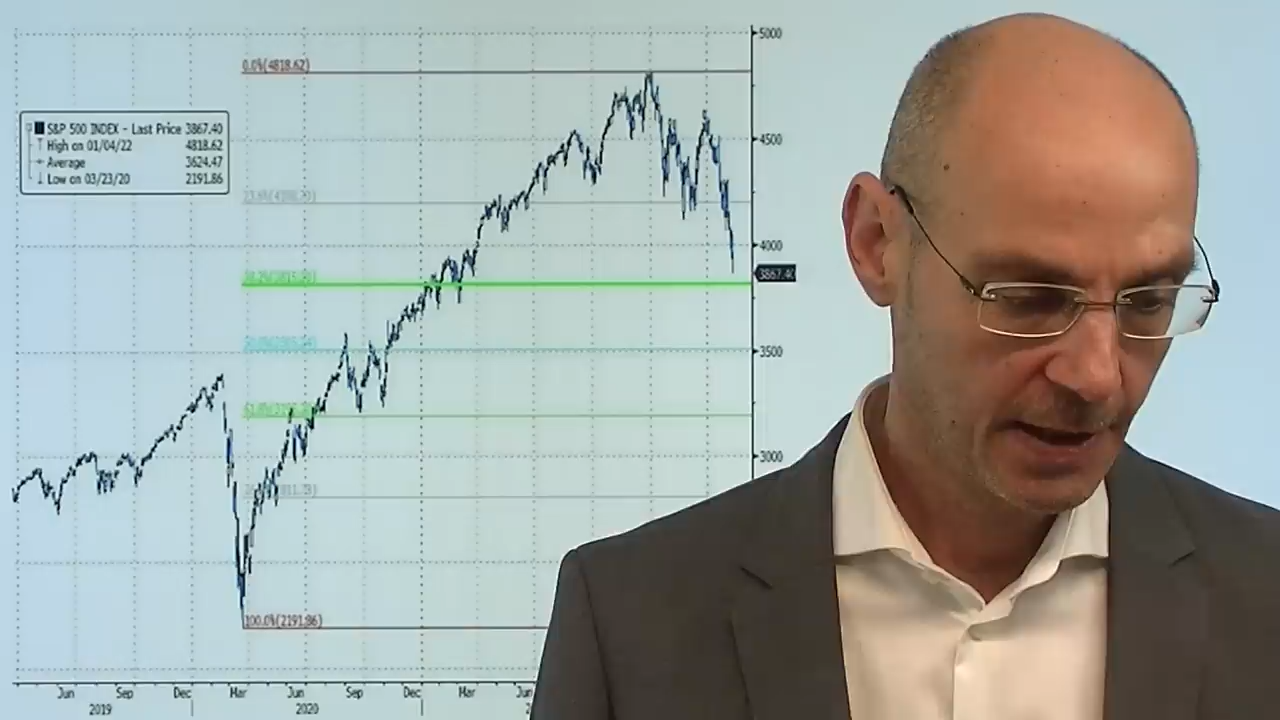 5000
0.0%(4818.62)
S&P 500 INDEX - Last Price 3867.40
High on 01/04/22 4818.62
Average 3624.47
Low on 03/23/20 2191.86
4500
4000
3867.40
3500
3000
100.0%(2191.86)
Jun Sep Dec Mar Jun Sep Dec Mar Jun
2019 2020